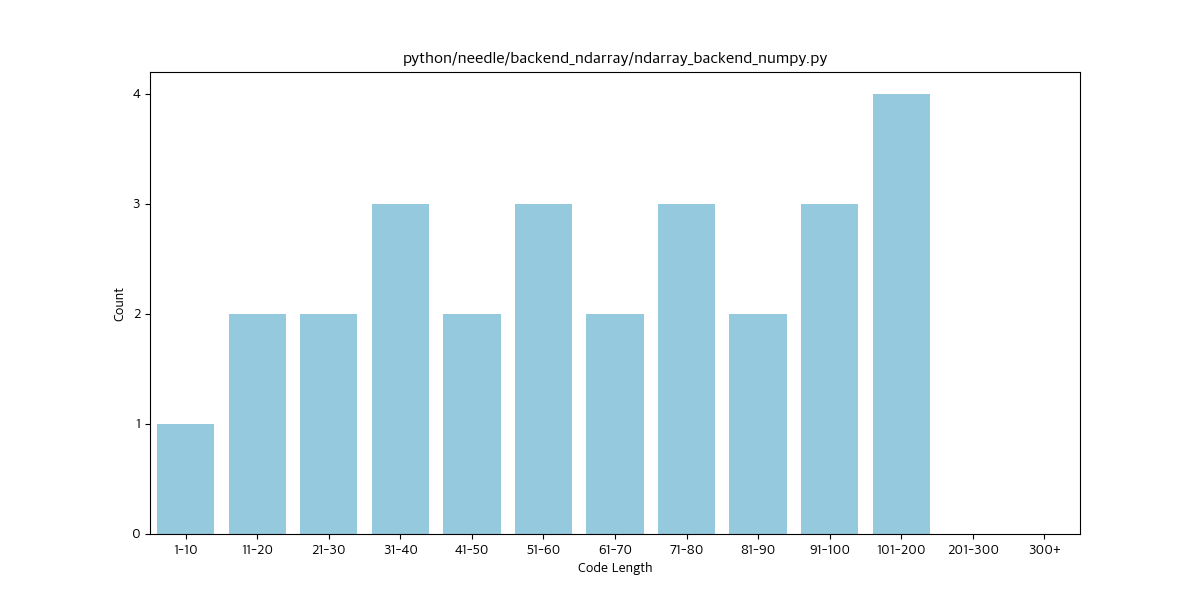 python/needle/backend_ndarray/ndarray_backend_numpy.py
Count
4
3
2
1
0
1-10 11-20 21-30 31-40 41-50 51-60 61-70 71-80 81-90 91-100 101-200 201-300 300+
Code Length